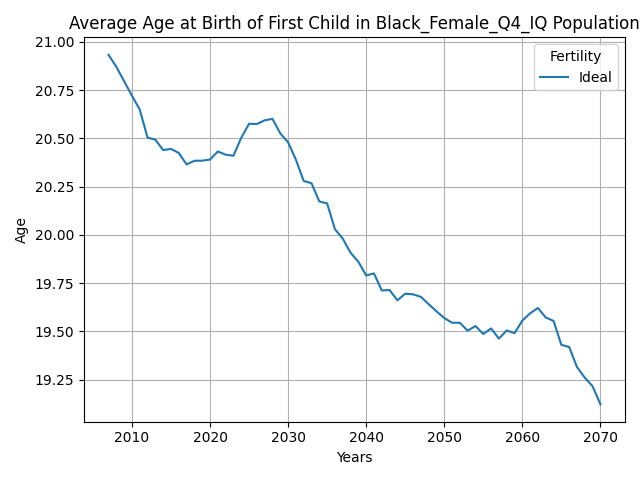 Average Age at Birth of First Child in Black_Female_Q4_IQ Population
Fertility
Ideal
21.00
20.75
20.50
20.25
20.00
19.75
19.50
19.25
Age
2010 2020 2030 2040 2050 2060 2070
Years